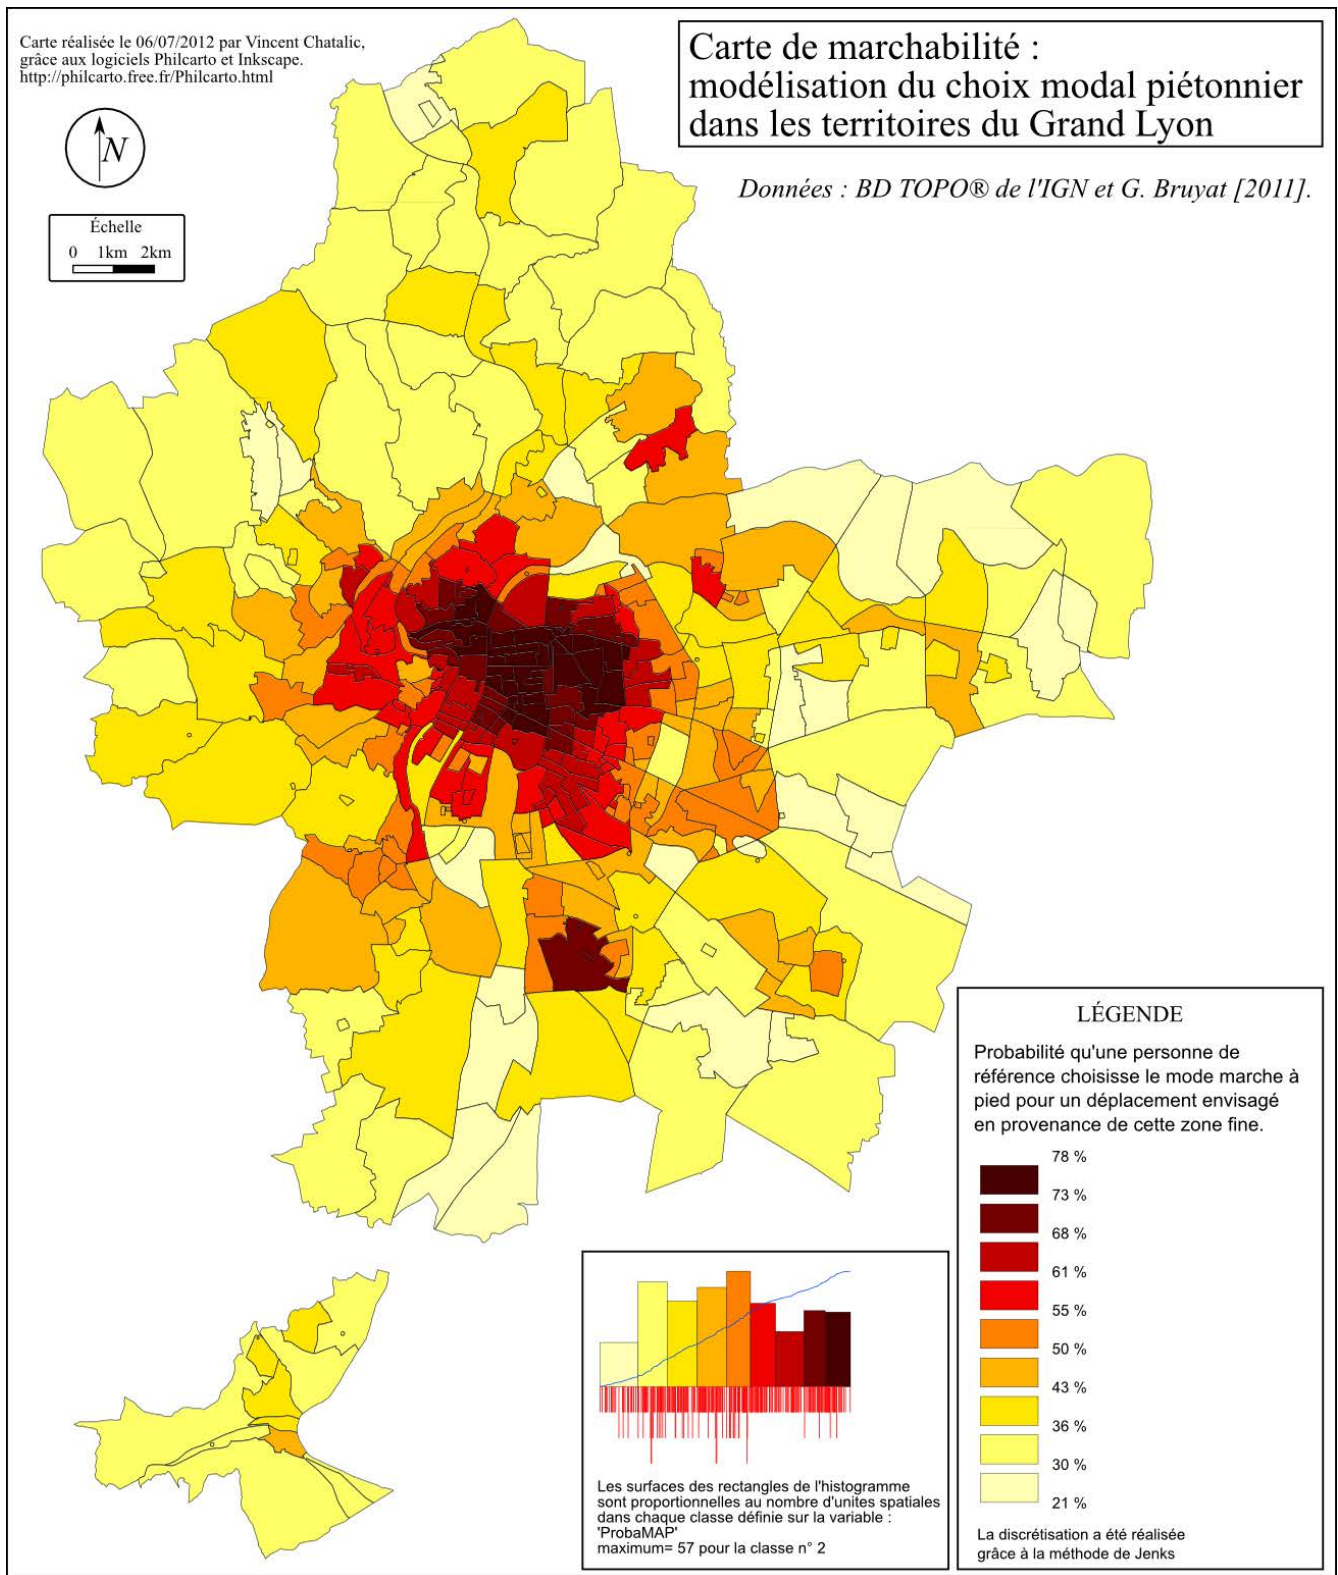 Carte réalisée le 06/07/2012 par Vincent Chatalic,
grâce aux logiciels Philcarto et Inkscape.
http://philcarto.free.fr/Philcarto.html
Carte de marchabilité :
modélisation du choix modal piétonnier
dans les territoires du Grand Lyon
Données : BD TOPO® de l'IGN et G. Bruyat [2011].
N
Échelle
0 1km 2km
LÉGENDE
Probabilité qu'une personne de
référence choisisse le mode marche à
pied pour un déplacement envisagé
en provenance de cette zone fine.
78 %
73 %
68 %
61 %
55 %
50 %
43 %
36 %
30 %
21 %
La discrétisation a été réalisée
grâce à la méthode de Jenks
Les surfaces des rectangles de l'histogramme
sont proportionnelles au nombre d'unites spatiales
dans chaque classe définie sur la variable :
'ProbaMAP'
maximum= 57 pour la classe n° 2